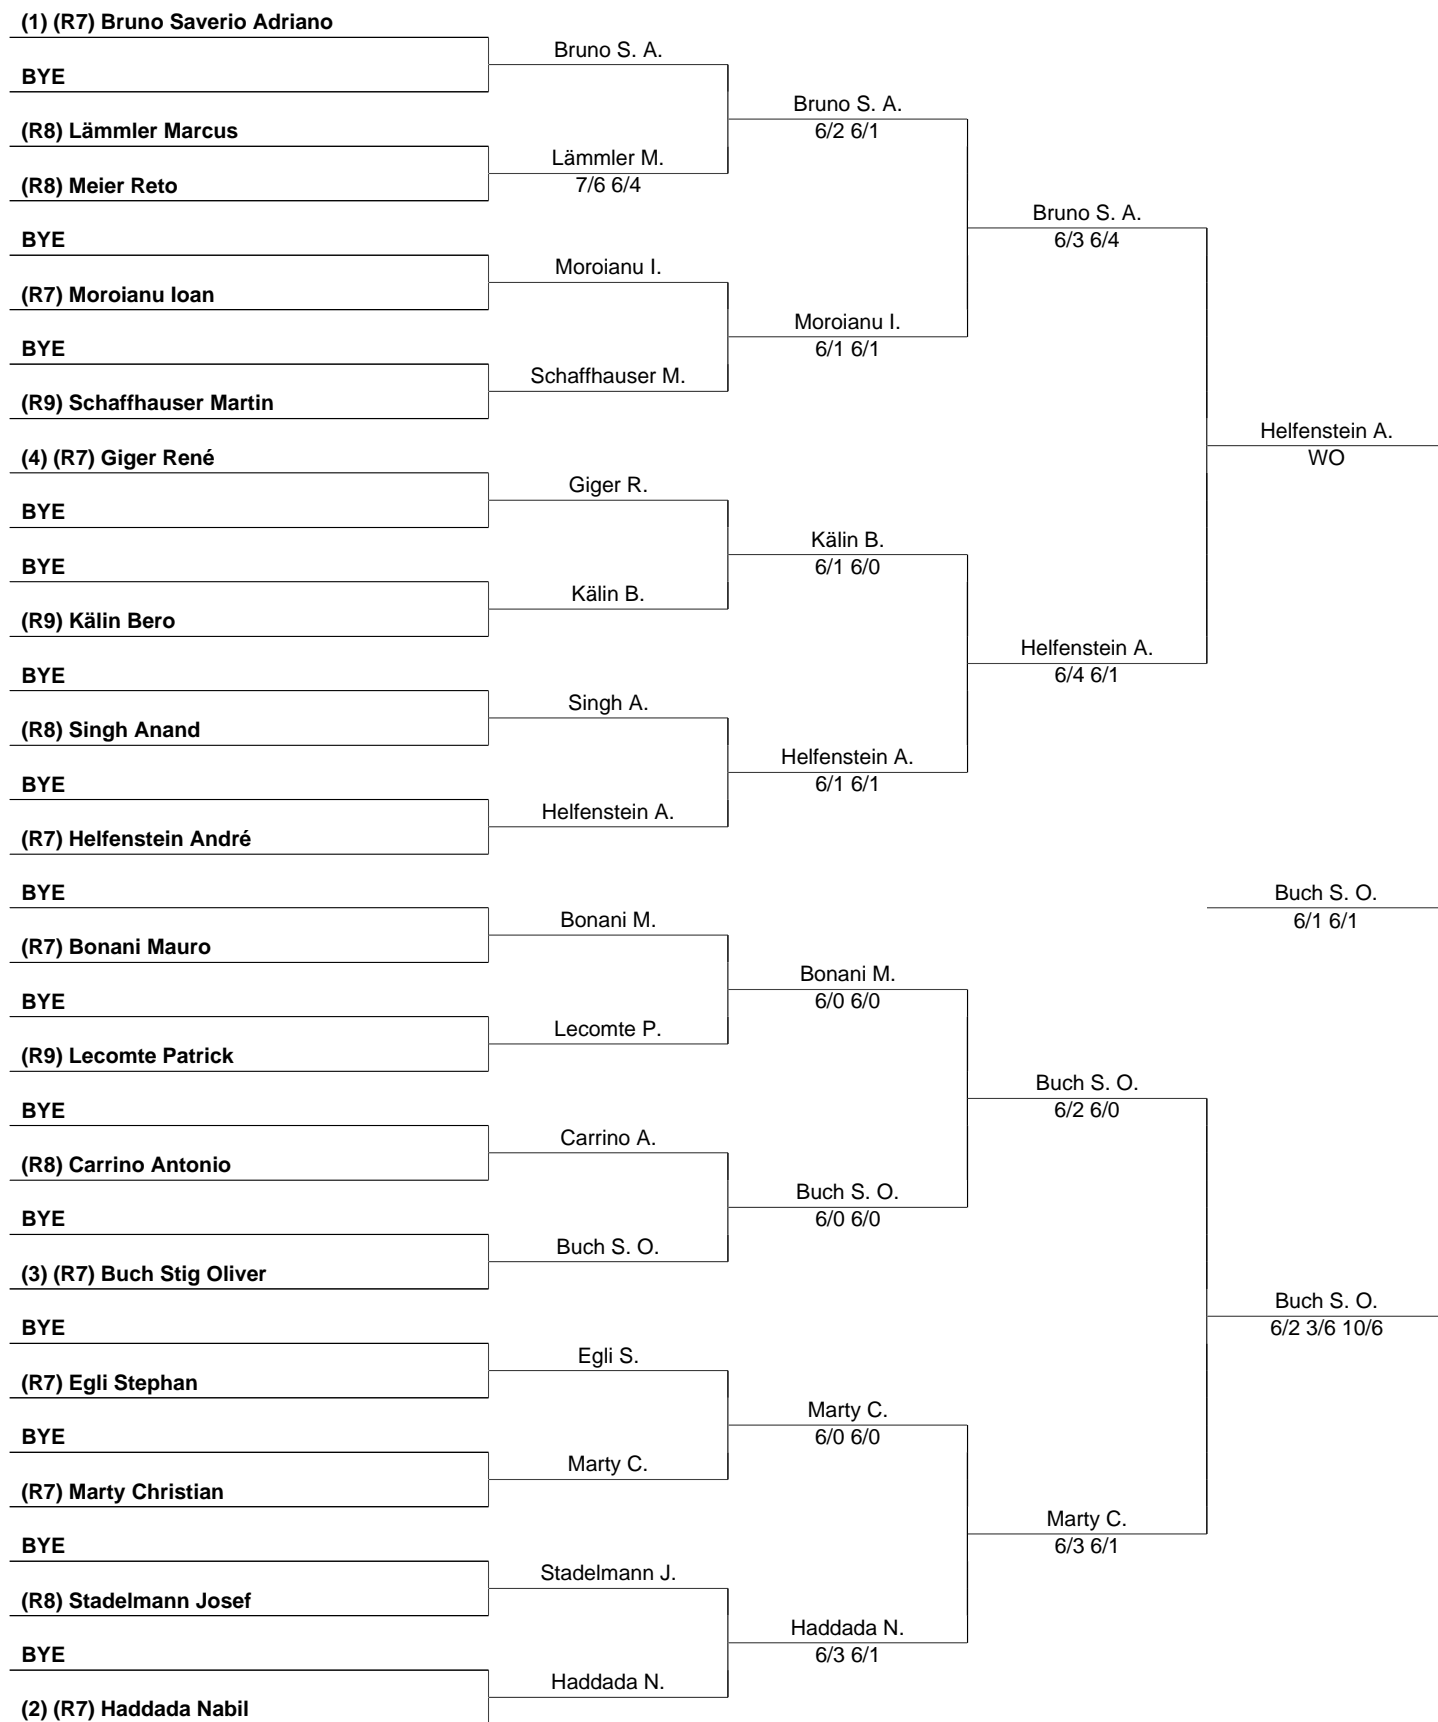 (1) (R7) Bruno Saverio Adriano
Bruno S. A.
BYE
Bruno S. A.
(R8) Lämmler Marcus
6/2 6/1
Lämmler M.
(R8) Meier Reto
7/6 6/4
Bruno S. A.
BYE
6/3 6/4
Moroianu I.
(R7) Moroianu Ioan
Moroianu I.
BYE
6/1 6/1
Schaffhauser M.
(R9) Schaffhauser Martin
Helfenstein A.
(4) (R7) Giger René
WO
Giger R.
BYE
Kälin B.
BYE
6/1 6/0
Kälin B.
(R9) Kälin Bero
Helfenstein A.
BYE
6/4 6/1
Singh A.
(R8) Singh Anand
Helfenstein A.
BYE
6/1 6/1
Helfenstein A.
(R7) Helfenstein André
BYE
Buch S. O.
Bonani M.
6/1 6/1
(R7) Bonani Mauro
Bonani M.
BYE
6/0 6/0
Lecomte P.
(R9) Lecomte Patrick
Buch S. O.
BYE
6/2 6/0
Carrino A.
(R8) Carrino Antonio
Buch S. O.
BYE
6/0 6/0
Buch S. O.
(3) (R7) Buch Stig Oliver
Buch S. O.
BYE
6/2 3/6 10/6
Egli S.
(R7) Egli Stephan
Marty C.
BYE
6/0 6/0
Marty C.
(R7) Marty Christian
Marty C.
BYE
6/3 6/1
Stadelmann J.
(R8) Stadelmann Josef
Haddada N.
BYE
6/3 6/1
Haddada N.
(2) (R7) Haddada Nabil